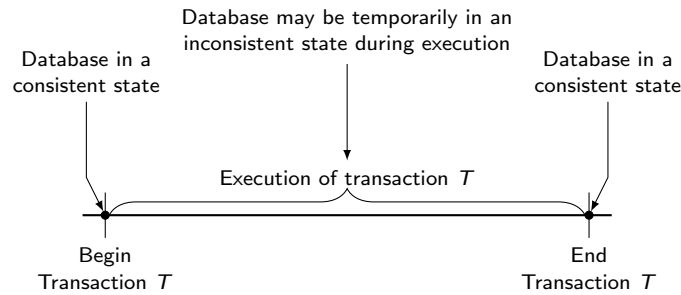 Database may be temporarily in an
inconsistent state during execution
Database in a
consistent state
Database in a
consistent state
Execution of transaction T
Begin
Transaction T
End
Transaction T